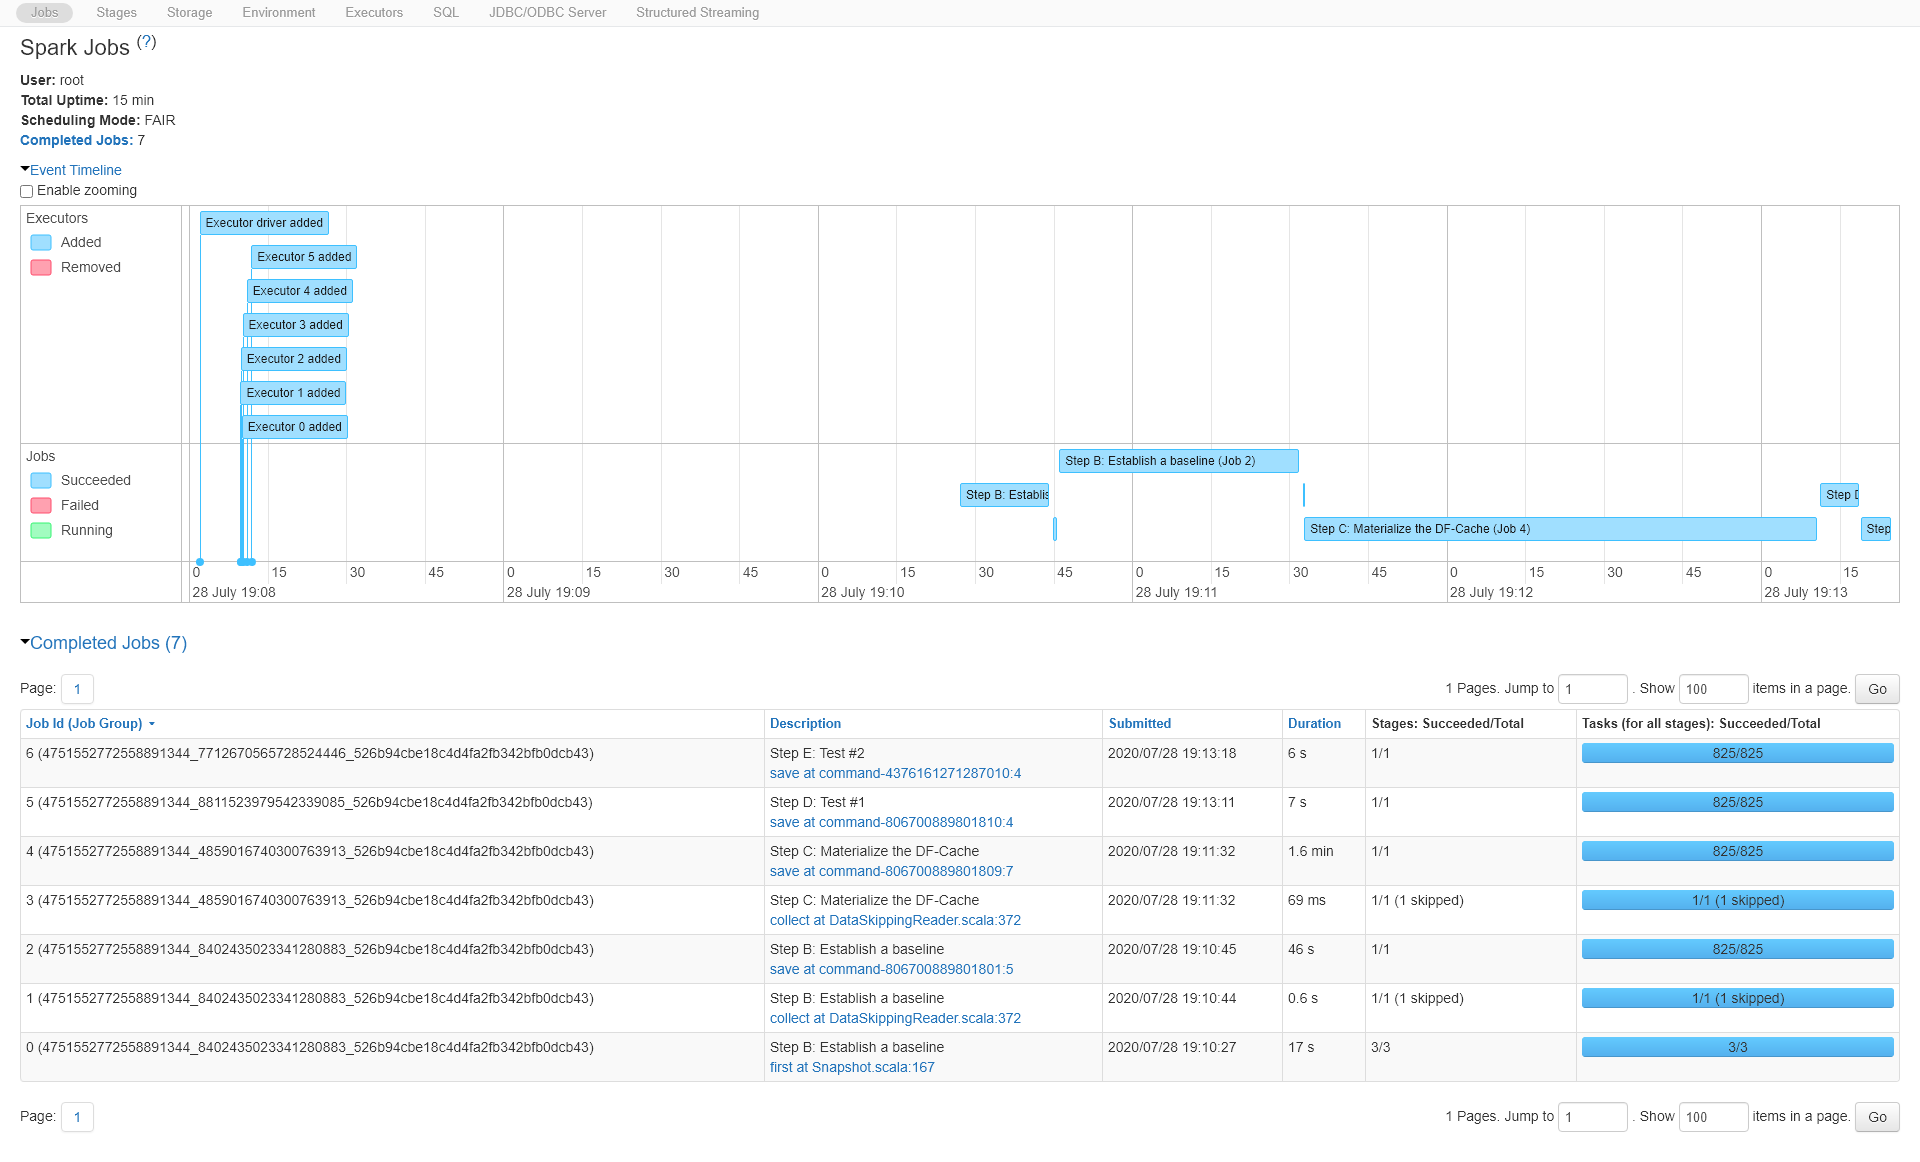 Jobs Stages Storage Environment Executors SQL JDBC/ODBC Server Structured Streaming
Spark Jobs (?)
User: root
Total Uptime: 15 min
Scheduling Mode: FAIR
Completed Jobs: 7
Event Timeline
Enable zooming
Executors
Added
Removed
Executor driver added
Executor 5 added
Executor 4 added
Executor 3 added
Executor 2 added
Executor 1 added
Executor 0 added
Jobs
Succeeded
Failed
Running
Step B: Establish a baseline (Job 2)
Step B: Establis
Step D
Step C: Materialize the DF-Cache (Job 4)
Step
0 15 30 45 0 15 30 45 0 15 30 45 0 15 30 45 0 15 30 45 0 15
28 July 19:08 28 July 19:09 28 July 19:10 28 July 19:11 28 July 19:12 28 July 19:13
Completed Jobs (7)
Page: 1 1 Pages. Jump to 1 . Show 100 items in a page. Go
Job Id (Job Group) Description Submitted Duration Stages: Succeeded/Total Tasks (for all stages): Succeeded/Total
6 (4751552772558891344_7712670565728524446_526b94cbe18c4d4fa2fb342bfb0dcb43) Step E: Test #2 2020/07/28 19:13:18 6 s 1/1 825/825
save at command-4376161271287010:4
5 (4751552772558891344_8811523979542339085_526b94cbe18c4d4fa2fb342bfb0dcb43) Step D: Test #1 2020/07/28 19:13:11 7 s 1/1 825/825
save at command-806700889801810:4
4 (4751552772558891344_4859016740300763913_526b94cbe18c4d4fa2fb342bfb0dcb43) Step C: Materialize the DF-Cache 2020/07/28 19:11:32 1.6 min 1/1 825/825
save at command-806700889801809:7
3 (4751552772558891344_4859016740300763913_526b94cbe18c4d4fa2fb342bfb0dcb43) Step C: Materialize the DF-Cache 2020/07/28 19:11:32 69 ms 1/1 (1 skipped) 1/1 (1 skipped)
collect at DataSkippingReader.scala:372
2 (4751552772558891344_8402435023341280883_526b94cbe18c4d4fa2fb342bfb0dcb43) Step B: Establish a baseline 2020/07/28 19:10:45 46 s 1/1 825/825
save at command-806700889801801:5
1 (4751552772558891344_8402435023341280883_526b94cbe18c4d4fa2fb342bfb0dcb43) Step B: Establish a baseline 2020/07/28 19:10:44 0.6 s 1/1 (1 skipped) 1/1 (1 skipped)
collect at DataSkippingReader.scala:372
0 (4751552772558891344_8402435023341280883_526b94cbe18c4d4fa2fb342bfb0dcb43) Step B: Establish a baseline 2020/07/28 19:10:27 17 s 3/3 3/3
first at Snapshot.scala:167
Page: 1 1 Pages. Jump to 1 . Show 100 items in a page. Go